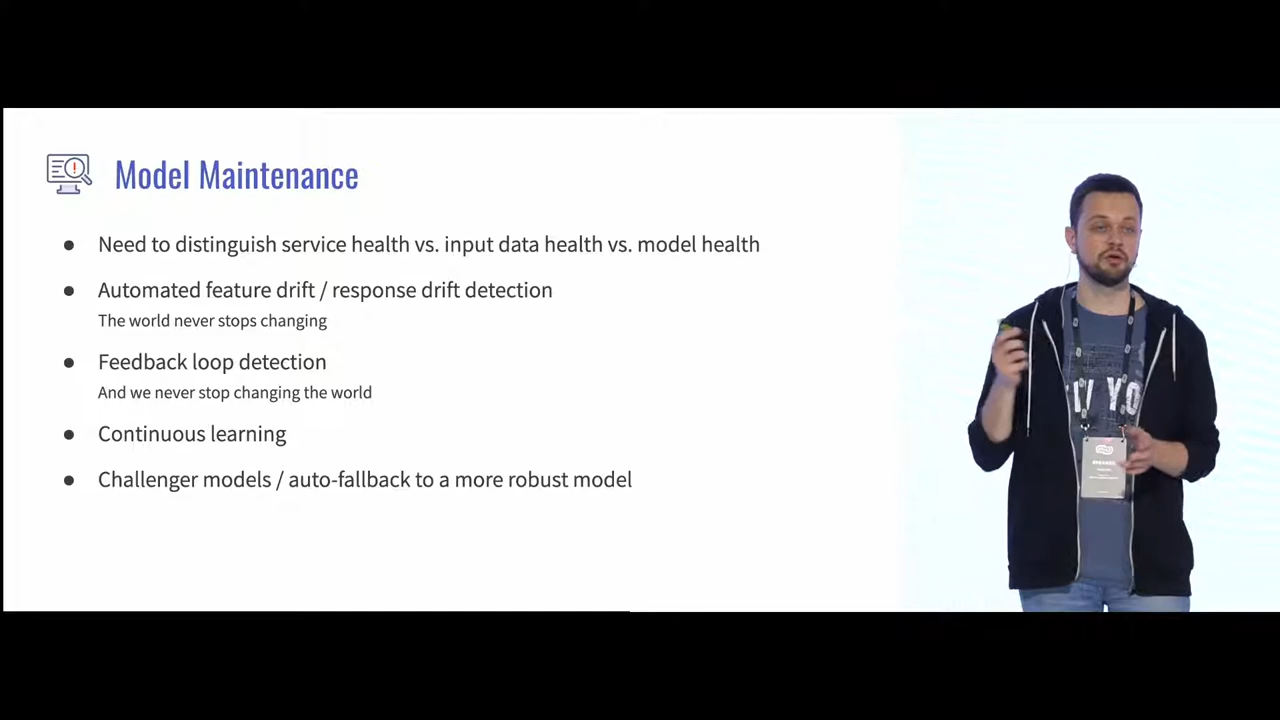 Model Maintenance
● Need to distinguish service health vs. input data health vs. model health
● Automated feature drift / response drift detection
The world never stops changing
● Feedback loop detection
And we never stop changing the world
● Continuous learning
● Challenger models / auto-fallback to a more robust model